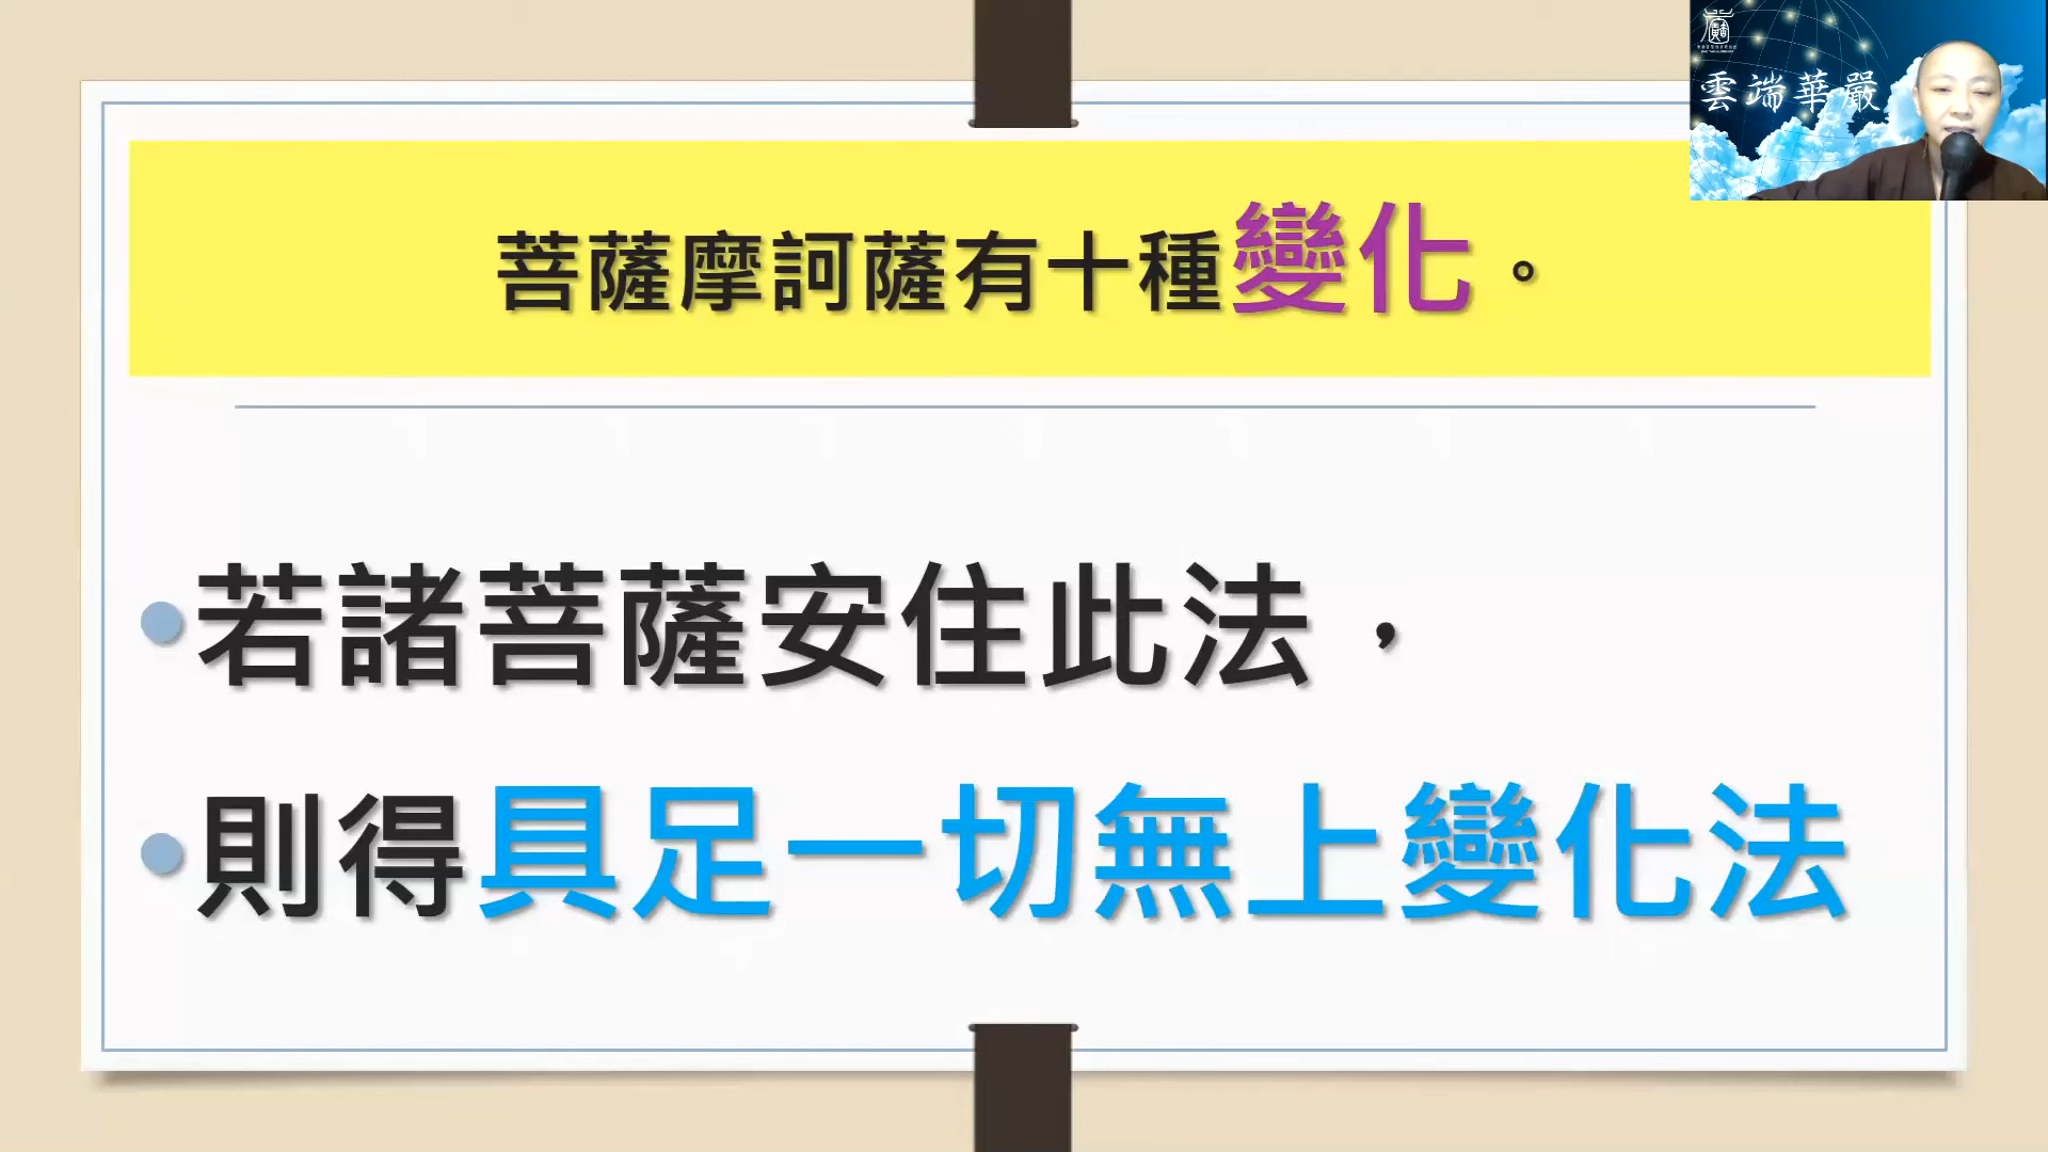 雲端華嚴
菩薩摩訶薩有十種變化。
•若諸菩薩安住此法，
•則得具足一切無上變化法